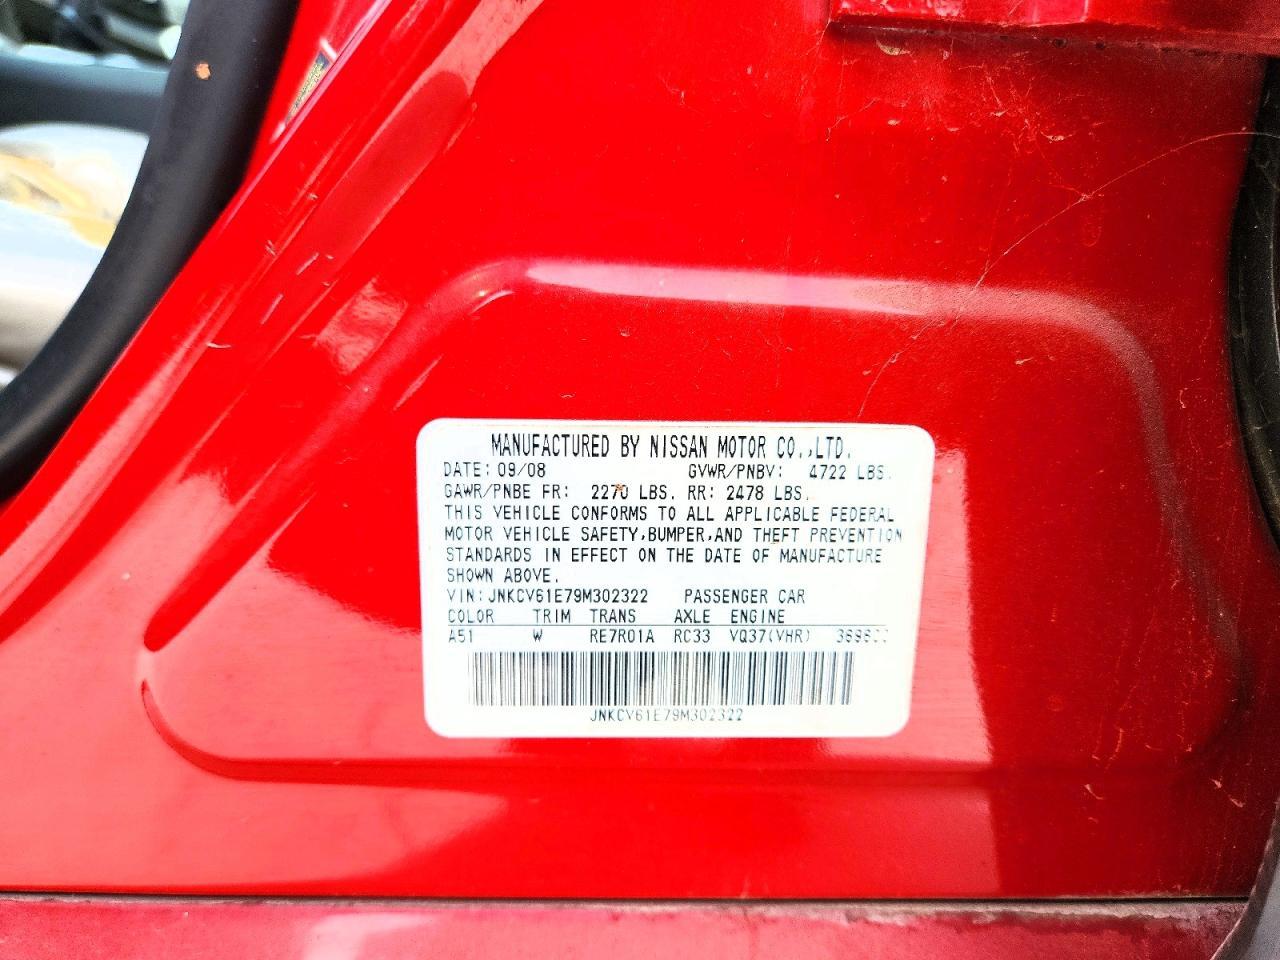 MANUFACTURED BY NISSAN MOTOR CO.,LTD.
DATE: 09/08 GVWR/PNBV: 4722 LBS.
GAWR/PNBE FR: 2270 LBS. RR: 2478 LBS.
THIS VEHICLE CONFORMS TO ALL APPLICABLE FEDERAL
MOTOR VEHICLE SAFETY,BUMPER,AND THEFT PREVENTION
STANDARDS IN EFFECT ON THE DATE OF MANUFACTURE
SHOWN ABOVE.
VIN:JNKCV61E79M302322 PASSENGER CAR
COLOR TRIM TRANS AXLE ENGINE
A51 W RE7R01A RC33 VQ37(VHR)
JNKCV61E79M302322